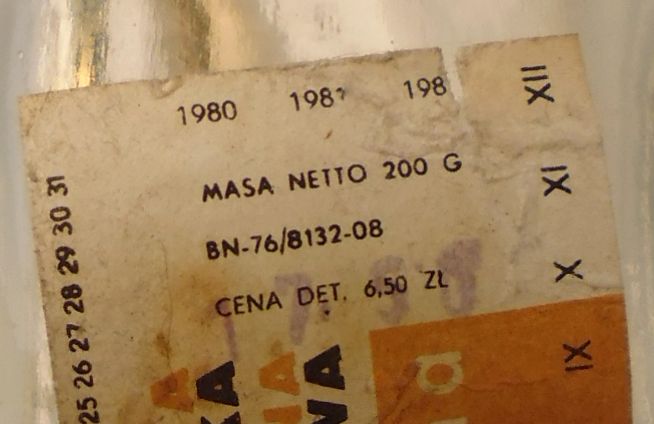 1980 1981 198
MASA NETTO 200 G
BN-76/8132-08
CENA DET. 6,50 ZŁ
25 26 27 28 29 30 31
XII
XI
X
IX